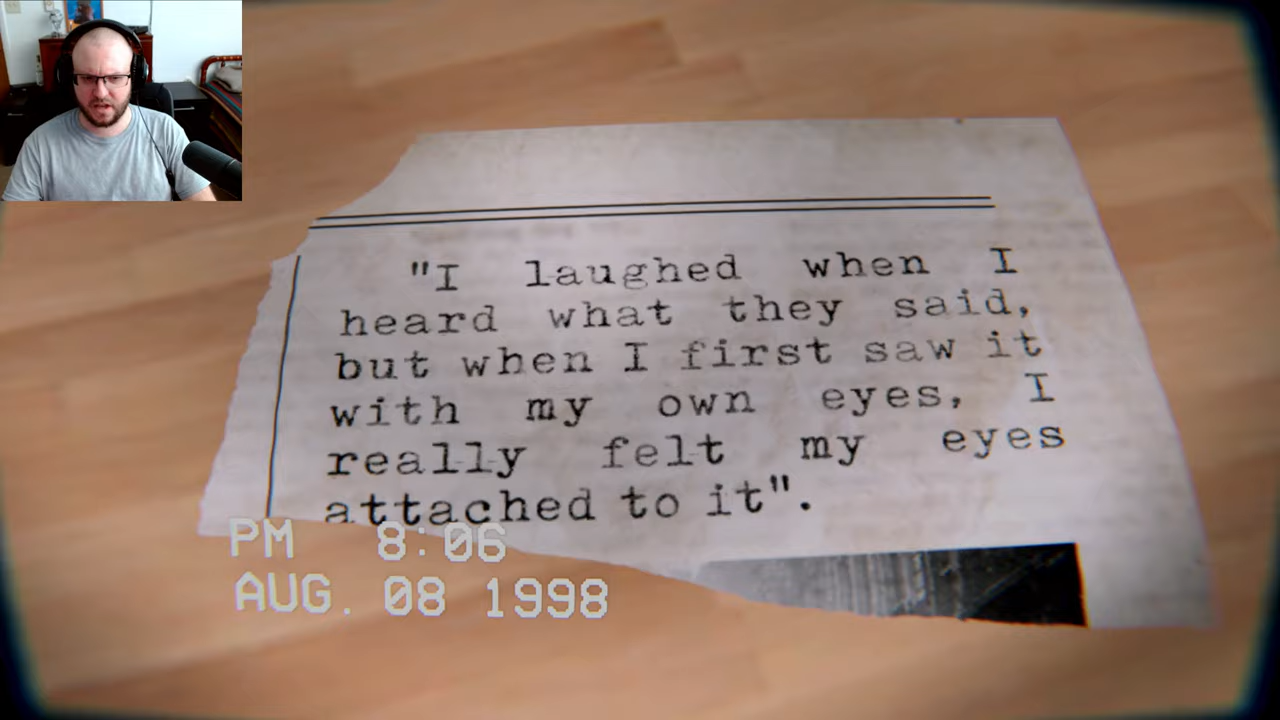 "I laughed when I
heard what they said,
but when I first saw it
with my own eyes, I
really felt my eyes
attached to it".
PM 8:06
AUG. 08 1998